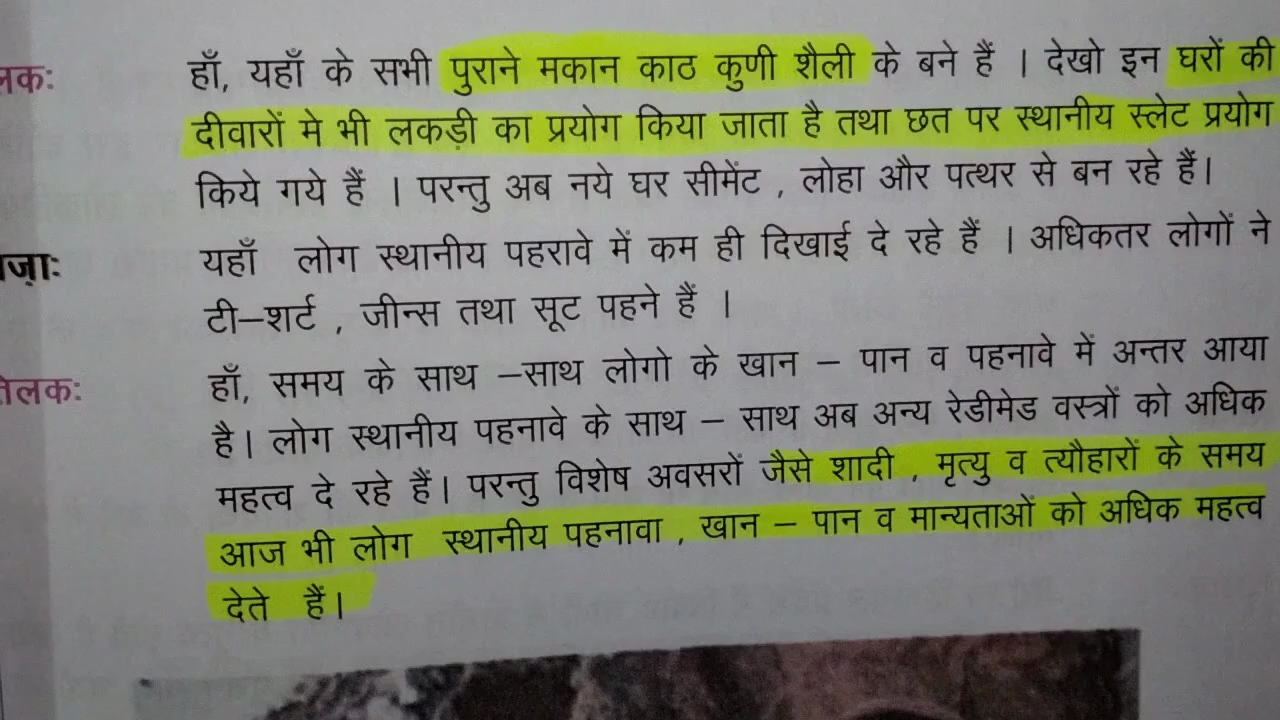 हाँ, यहाँ के सभी पुराने मकान काठ कुणी शैली के बने हैं । देखो इन घरों की
दीवारों मे भी लकड़ी का प्रयोग किया जाता है तथा छत पर स्थानीय स्लेट प्रयोग
किये गये हैं । परन्तु अब नये घर सीमेंट , लोहा और पत्थर से बन रहे हैं।
यहाँ लोग स्थानीय पहरावे में कम ही दिखाई दे रहे हैं । अधिकतर लोगों ने
टी–शर्ट , जीन्स तथा सूट पहने हैं ।
हाँ, समय के साथ –साथ लोगो के खान – पान व पहनावे में अन्तर आया
है। लोग स्थानीय पहनावे के साथ – साथ अब अन्य रेडीमेड वस्त्रों को अधिक
महत्व दे रहे हैं। परन्तु विशेष अवसरों जैसे शादी , मृत्यु व त्यौहारों के समय
आज भी लोग स्थानीय पहनावा , खान – पान व मान्यताओं को अधिक महत्व
देते हैं।